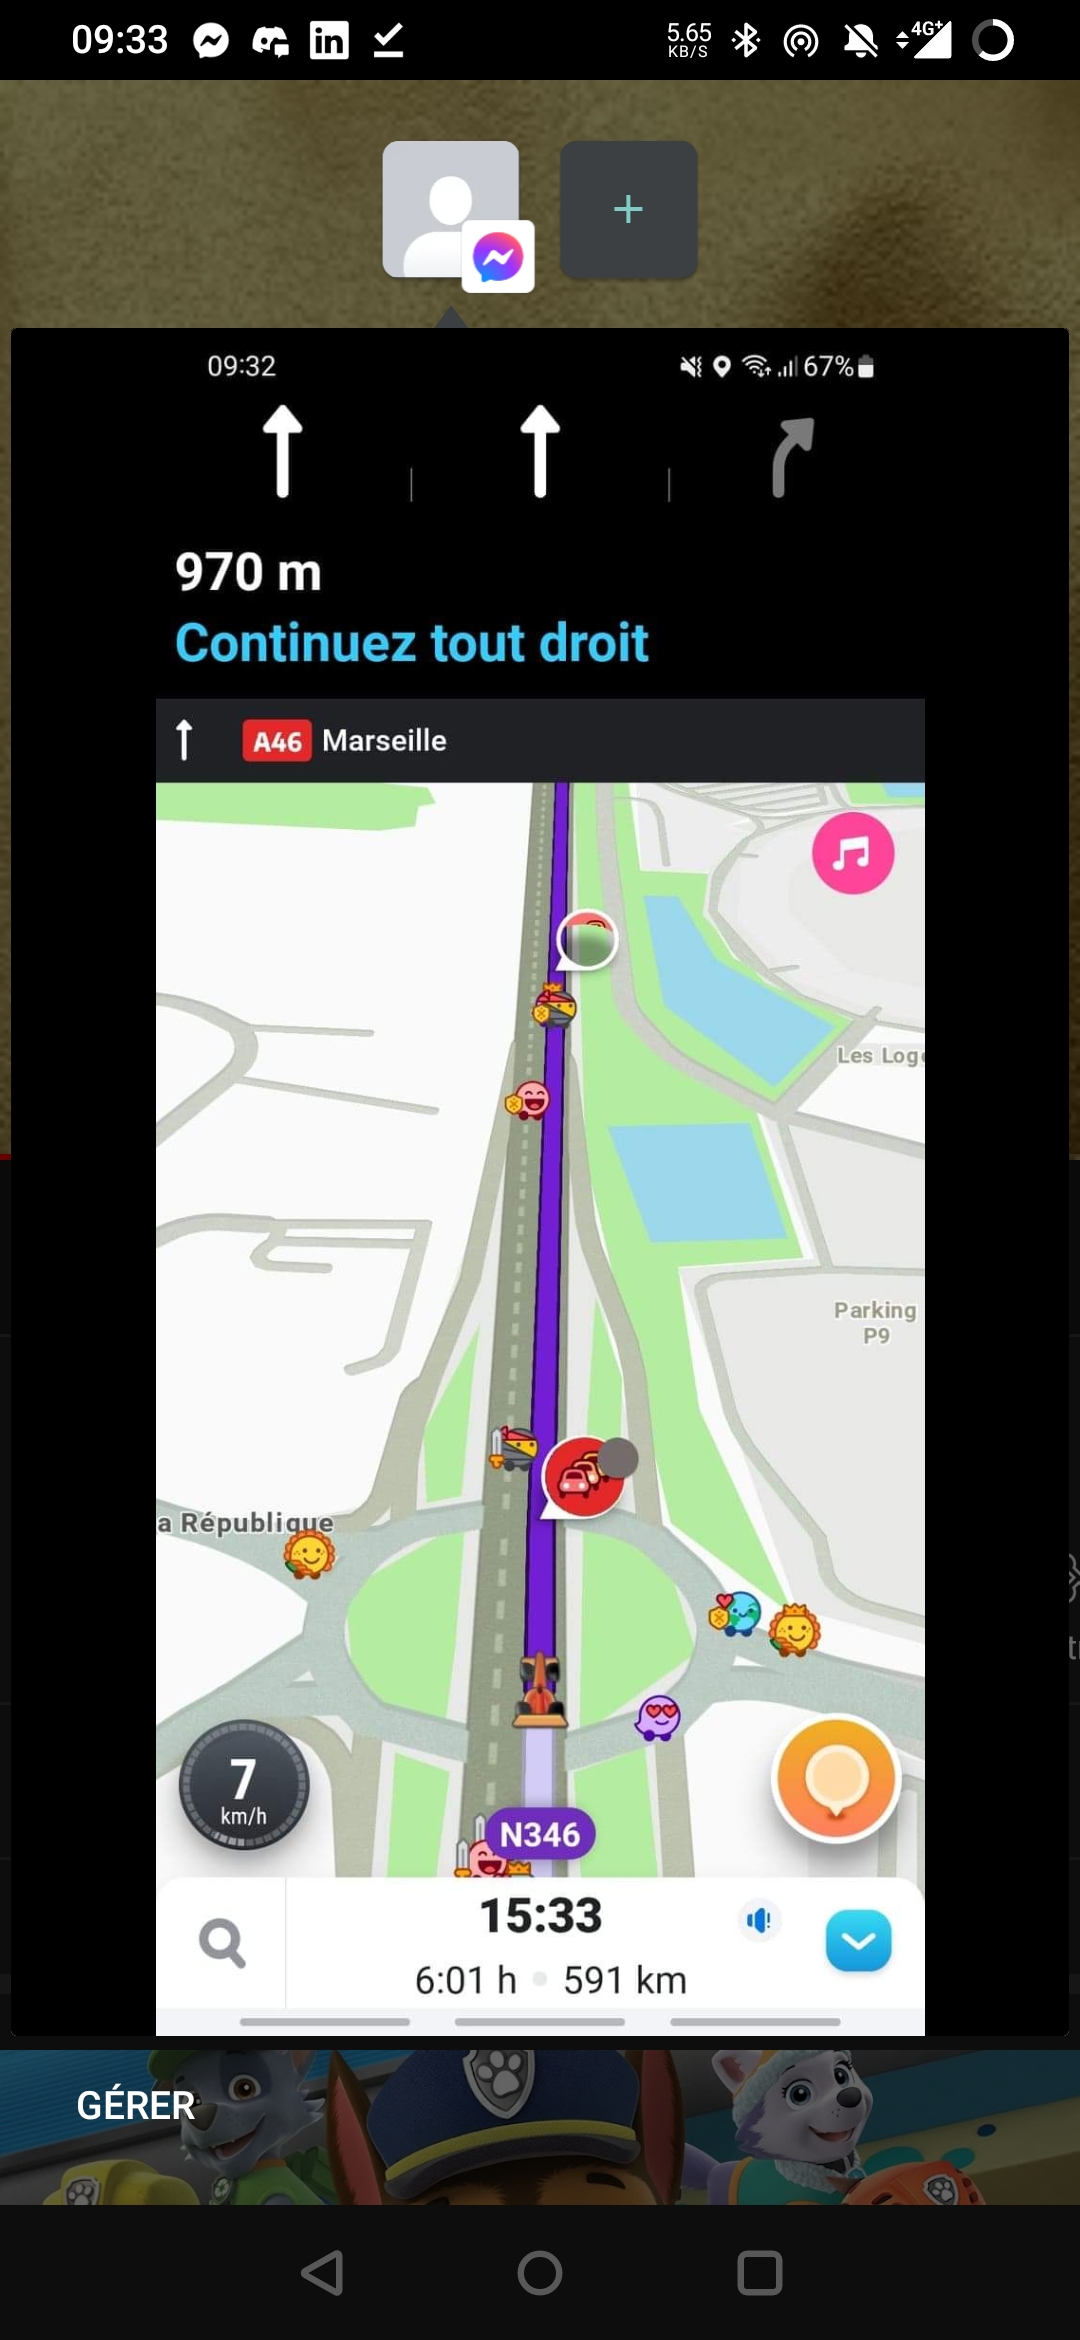 09:33
5.65
KB/S
4G+
09:32
67%
970 m
Continuez tout droit
A46 Marseille
Les Log
Parking
P9
a République
7
km/h
N346
15:33
6:01 h
591 km
GÉRER